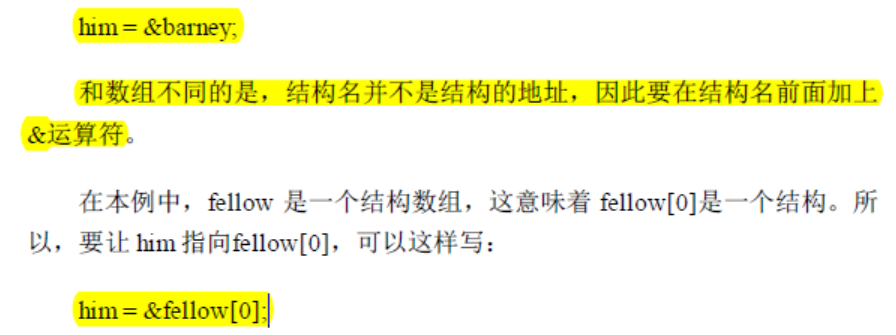 him = &barney;
和数组不同的是，结构名并不是结构的地址，因此要在结构名前面加上
&运算符。
在本例中，fellow 是一个结构数组，这意味着 fellow[0]是一个结构。所
以，要让 him 指向fellow[0]，可以这样写：
him = &fellow[0];